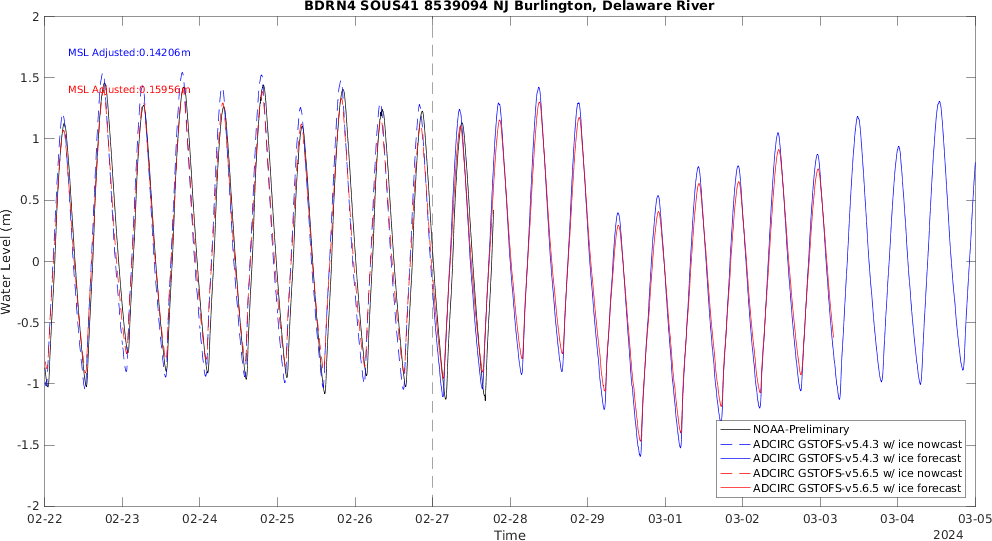 BDRN4 SOUS41 8539094 NJ Burlington, Delaware River
MSL Adjusted:0.14206m
MSL Adjusted:0.15956m
Water Level (m)
2
1.5
1
0.5
0
-0.5
-1
-1.5
-2
NOAA-Preliminary
ADCIRC GSTOFS-v5.4.3 w/ ice nowcast
ADCIRC GSTOFS-v5.4.3 w/ ice forecast
ADCIRC GSTOFS-v5.6.5 w/ ice nowcast
ADCIRC GSTOFS-v5.6.5 w/ ice forecast
02-22 02-23 02-24 02-25 02-26 02-27 02-28 02-29 03-01 03-02 03-03 03-04 03-05
Time
2024